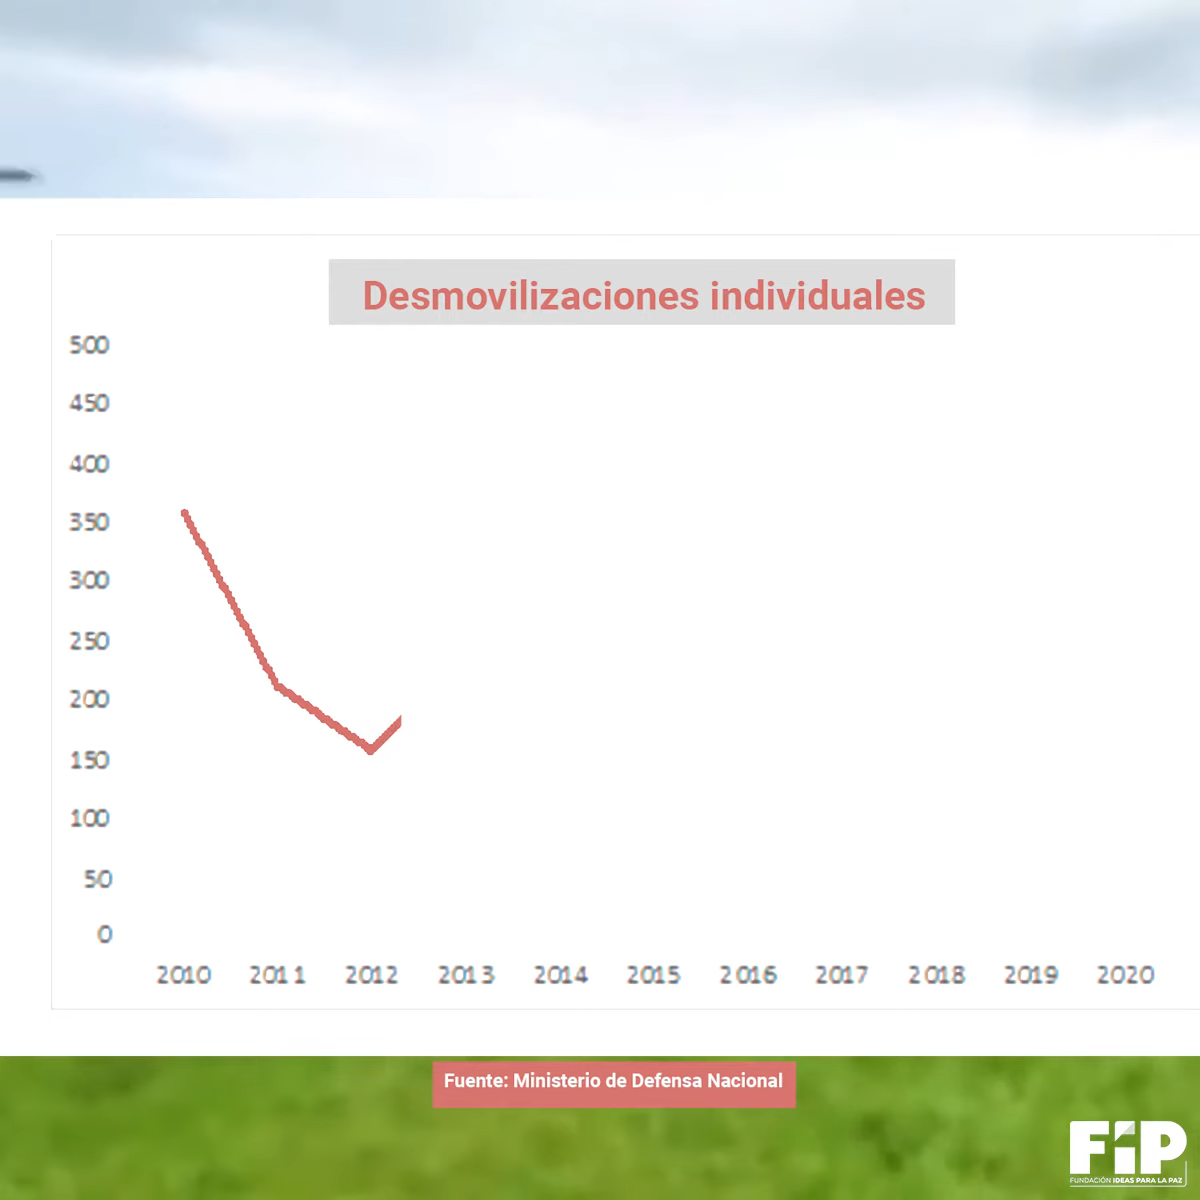 Desmovilizaciones individuales
500
450
400
350
300
250
200
150
100
50
0
2010 2011 2012 2013 2014 2015 2016 2017 2018 2019 2020
Fuente: Ministerio de Defensa Nacional
FiP
FUNDACIÓN IDEAS PARA LA PAZ